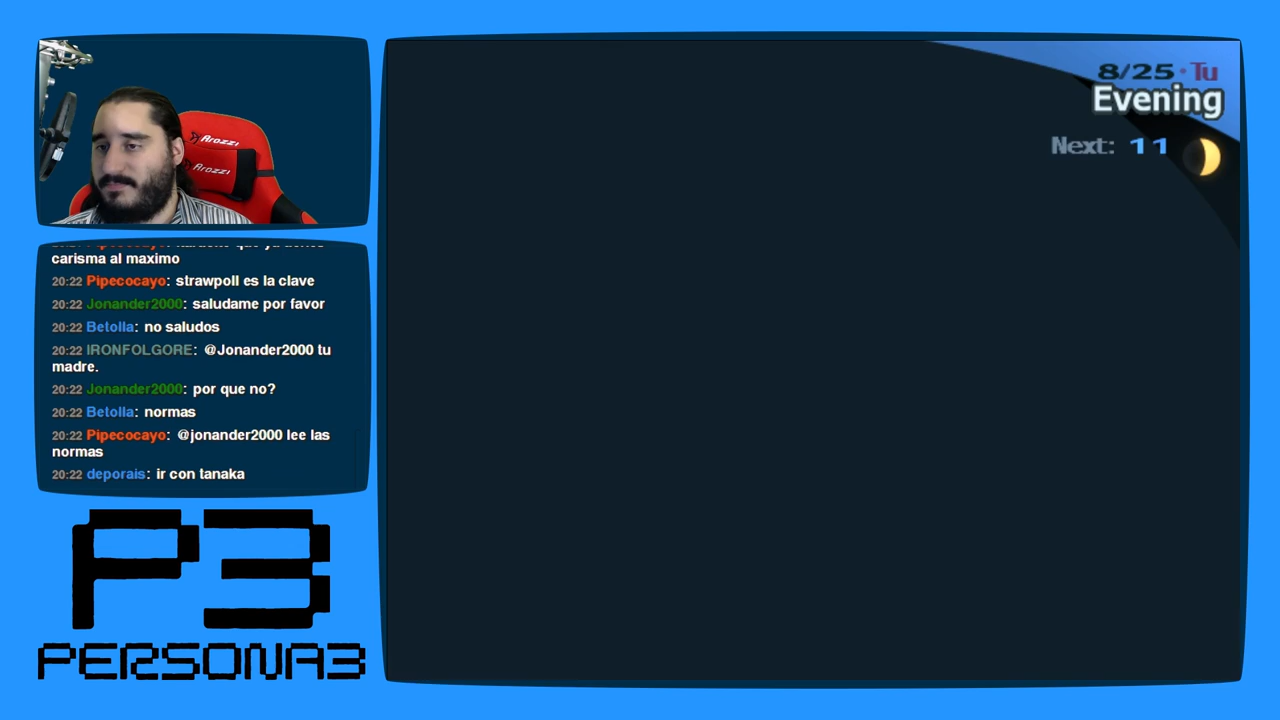 8/25・Tu
Evening
Next: 11
Arozzi
Arozzi
carisma al maximo
20:22 Pipecocayo: strawpoll es la clave
20:22 Jonander2000: saludame por favor
20:22 Betolla: no saludos
20:22 IRONFOLGORE: @Jonander2000 tu
madre.
20:22 Jonander2000: por que no?
20:22 Betolla: normas
20:22 Pipecocayo: @jonander2000 lee las
normas
20:22 deporais: ir con tanaka
P3
PERSONA3